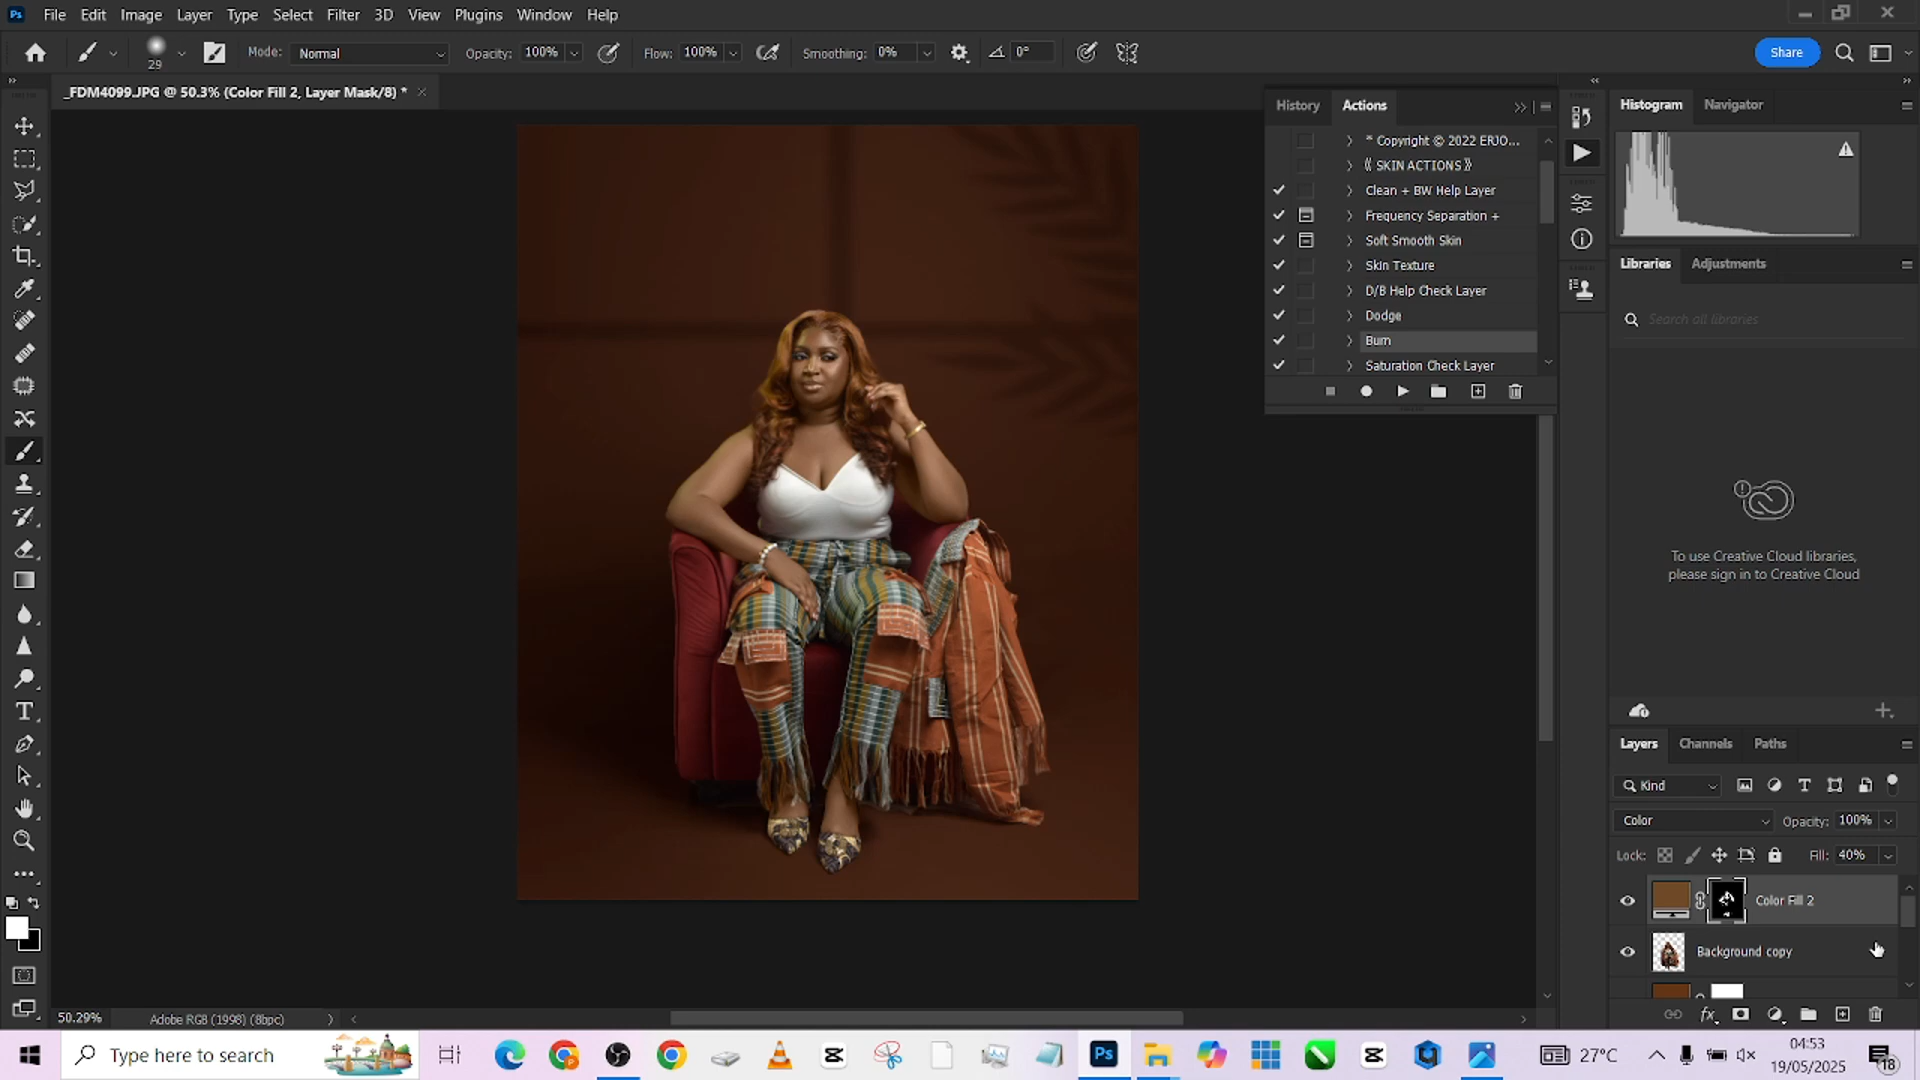 Ps File Edit Image Layer Type Select Filter 3D View Plugins Window Help
29 Mode: Normal Opacity: 100% Flow: 100% Smoothing: 0% 0° Share
_FDM4099.JPG @ 50.3% (Color Fill 2, Layer Mask/8) *
History Actions
* Copyright © 2022 ERJO...
⟪ SKIN ACTIONS ⟫
Clean + BW Help Layer
Frequency Separation +
Soft Smooth Skin
Skin Texture
D/B Help Check Layer
Dodge
Burn
Saturation Check Layer
Histogram Navigator
Libraries Adjustments
Search all libraries
To use Creative Cloud libraries,
please sign in to Creative Cloud
Layers Channels Paths
Kind
Color Opacity: 100%
Lock: Fill: 40%
Color Fill 2
Background copy
fx
50.29% Adobe RGB (1998) (8bpc)
Type here to search
Ps
27°C
04:53
19/05/2025
18